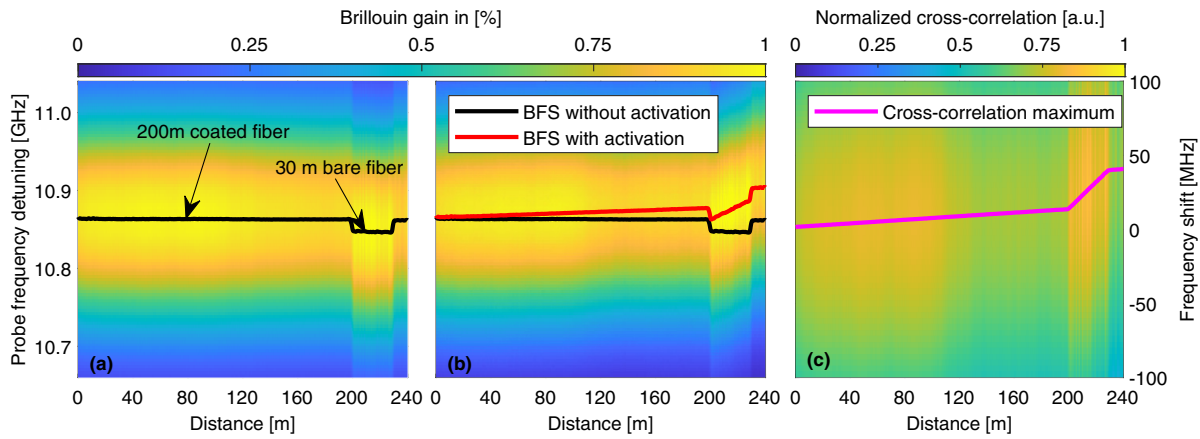 Brillouin gain in [%]
Normalized cross-correlation [a.u.]
0 0.25 0.5 0.75 1
0 0.25 0.5 0.75 1
Probe frequency detuning [GHz]
11.0
10.9
10.8
10.7
200m coated fiber
30 m bare fiber
(a)
0 40 80 120 160 200 240
Distance [m]
BFS without activation
BFS with activation
(b)
0 40 80 120 160 200 240
Distance [m]
Cross-correlation maximum
(c)
0 40 80 120 160 200 240
Distance [m]
100
50
0
-50
-100
Frequency shift [MHz]